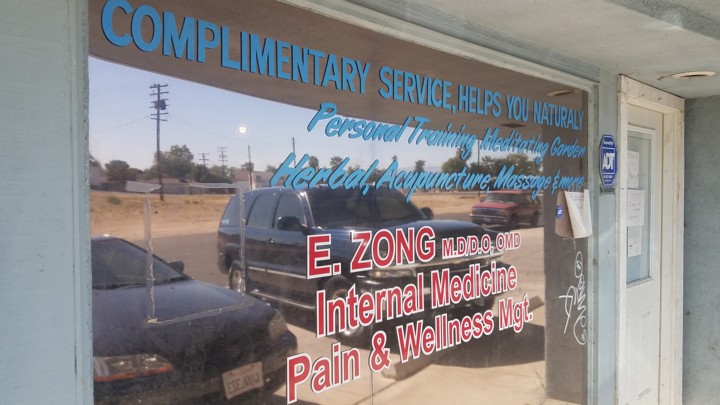 COMPLIMENTARY SERVICE, HELPS YOU NATURALY
Personal Training, Meditating Garden
Herbal, Acupuncture, Massage & more
E. ZONG M.D/D.O, OMD
Internal Medicine
Pain & Wellness Mgt.
ADT